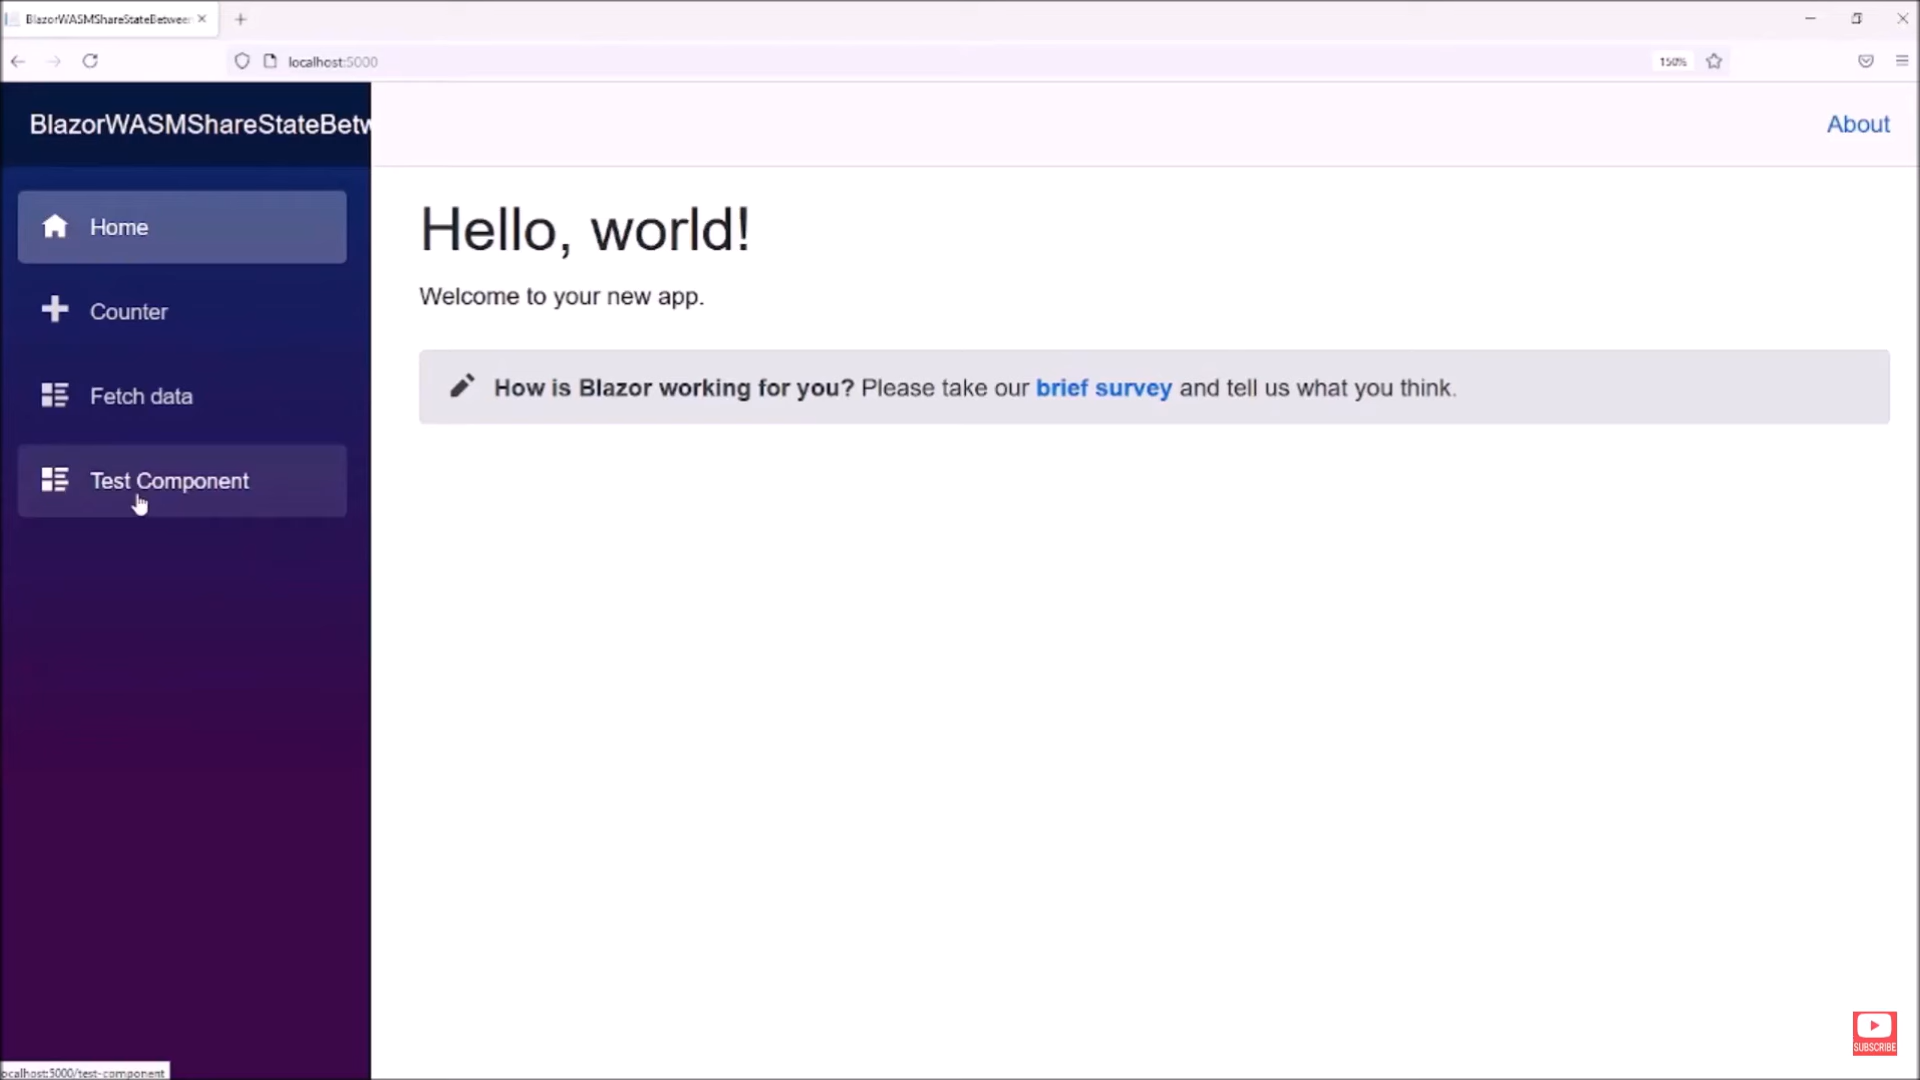 BlazorWASMShareStateBetween
localhost:5000
150%
BlazorWASMShareStateBetw
About
Home
Counter
Fetch data
Test Component
Hello, world!
Welcome to your new app.
How is Blazor working for you? Please take our brief survey and tell us what you think.
SUBSCRIBE
ocalhost:5000/test-component